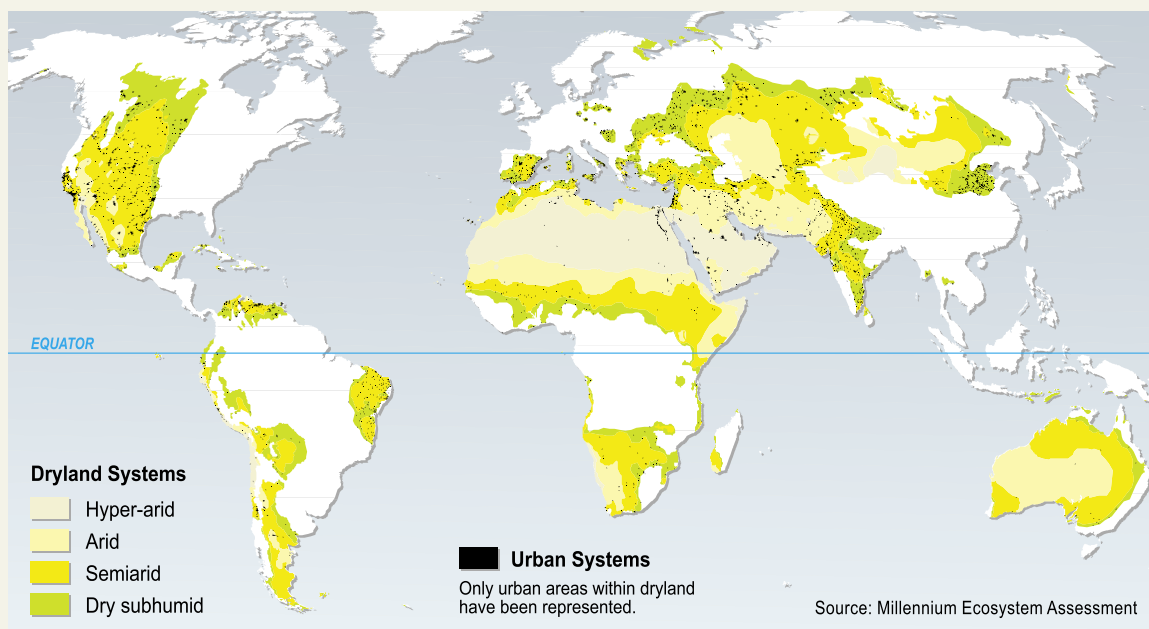 EQUATOR
Dryland Systems
Hyper-arid
Arid
Semiarid
Dry subhumid
Urban Systems
Only urban areas within dryland
have been represented.
Source: Millennium Ecosystem Assessment